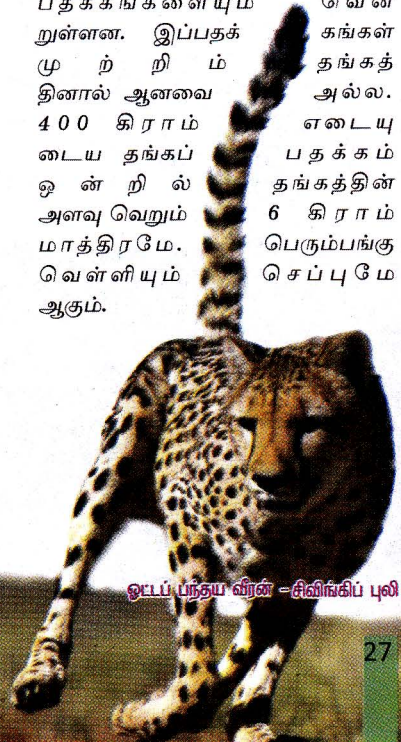 பதக்கங்களையும் வென்
றுள்ளன. இப்பதக் கங்கள்
முற்றிம் தங்கத்
தினால் ஆனவை அல்ல.
400 கிராம் எடையு
டைய தங்கப் பதக்கம்
ஒன்றில் தங்கத்தின்
அளவு வெறும் 6 கிராம்
மாத்திரமே. பெரும்பங்கு
வெள்ளியும் செப்புமே
ஆகும்.
ஓட்டப் பந்தய வீரன் - சிவிங்கிப் புலி
27